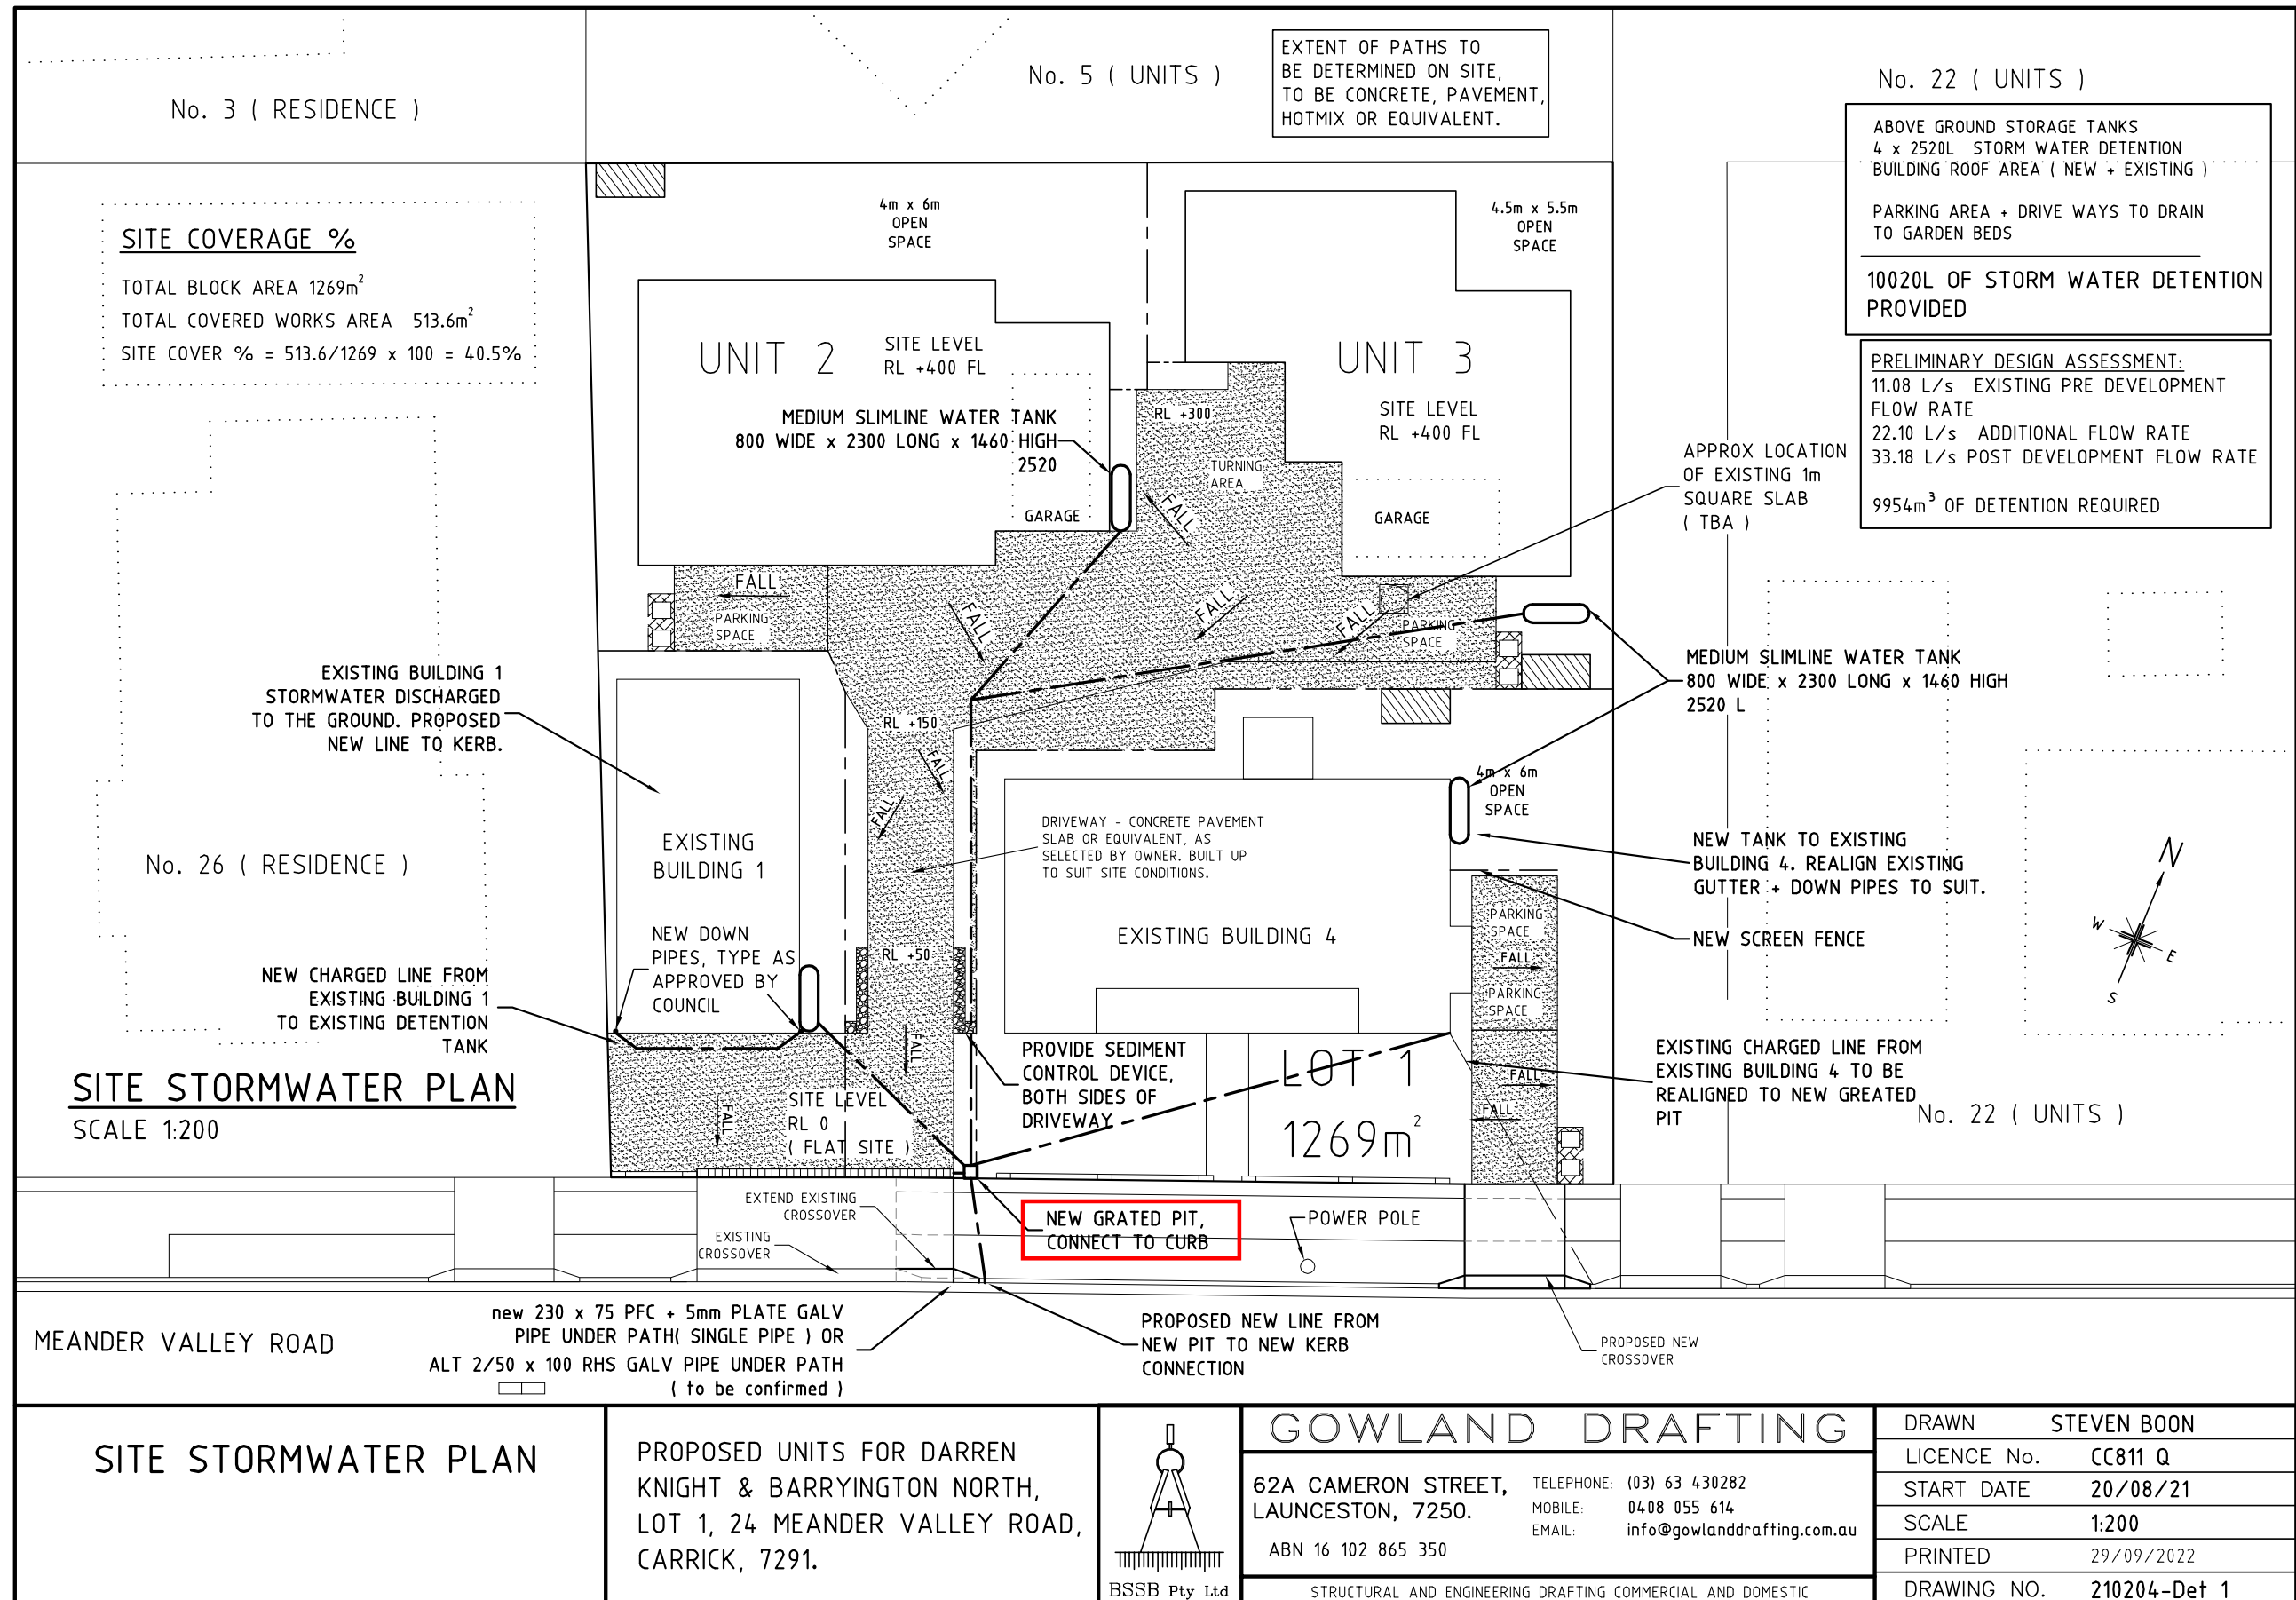 No. 3 ( RESIDENCE )
No. 5 ( UNITS )
EXTENT OF PATHS TO
BE DETERMINED ON SITE,
TO BE CONCRETE, PAVEMENT,
HOTMIX OR EQUIVALENT.
No. 22 ( UNITS )
ABOVE GROUND STORAGE TANKS
4 x 2520L STORM WATER DETENTION
BUILDING ROOF AREA ( NEW + EXISTING )
PARKING AREA + DRIVE WAYS TO DRAIN
TO GARDEN BEDS
10020L OF STORM WATER DETENTION
PROVIDED
PRELIMINARY DESIGN ASSESSMENT:
11.08 L/s EXISTING PRE DEVELOPMENT
FLOW RATE
22.10 L/s ADDITIONAL FLOW RATE
33.18 L/s POST DEVELOPMENT FLOW RATE
9954m³ OF DETENTION REQUIRED
SITE COVERAGE %
TOTAL BLOCK AREA 1269m²
TOTAL COVERED WORKS AREA 513.6m²
SITE COVER % = 513.6/1269 x 100 = 40.5%
4m x 6m
OPEN
SPACE
4.5m x 5.5m
OPEN
SPACE
UNIT 2
SITE LEVEL
RL +400 FL
MEDIUM SLIMLINE WATER TANK
800 WIDE x 2300 LONG x 1460 HIGH
2520
GARAGE
RL +300
TURNING
AREA
FALL
UNIT 3
SITE LEVEL
RL +400 FL
GARAGE
APPROX LOCATION
OF EXISTING 1m
SQUARE SLAB
( TBA )
FALL
PARKING
SPACE
FALL
FALL
FALL
PARKING
SPACE
MEDIUM SLIMLINE WATER TANK
800 WIDE x 2300 LONG x 1460 HIGH
2520 L
EXISTING BUILDING 1
STORMWATER DISCHARGED
TO THE GROUND. PROPOSED
NEW LINE TO KERB.
RL +150
FALL
FALL
4m x 6m
OPEN
SPACE
DRIVEWAY - CONCRETE PAVEMENT
SLAB OR EQUIVALENT, AS
SELECTED BY OWNER. BUILT UP
TO SUIT SITE CONDITIONS.
EXISTING
BUILDING 1
No. 26 ( RESIDENCE )
NEW TANK TO EXISTING
BUILDING 4. REALIGN EXISTING
GUTTER + DOWN PIPES TO SUIT.
N
W
E
S
NEW SCREEN FENCE
PARKING
SPACE
FALL
PARKING
SPACE
EXISTING BUILDING 4
NEW DOWN
PIPES, TYPE AS
APPROVED BY
COUNCIL
RL +50
NEW CHARGED LINE FROM
EXISTING BUILDING 1
TO EXISTING DETENTION
TANK
FALL
PROVIDE SEDIMENT
CONTROL DEVICE,
BOTH SIDES OF
DRIVEWAY
LOT 1
1269m²
FALL
FALL
EXISTING CHARGED LINE FROM
EXISTING BUILDING 4 TO BE
REALIGNED TO NEW GREATED
PIT
No. 22 ( UNITS )
SITE STORMWATER PLAN
SCALE 1:200
FALL
SITE LEVEL
RL 0
( FLAT SITE )
EXTEND EXISTING
CROSSOVER
EXISTING
CROSSOVER
NEW GRATED PIT,
CONNECT TO CURB
POWER POLE
MEANDER VALLEY ROAD
new 230 x 75 PFC + 5mm PLATE GALV
PIPE UNDER PATH( SINGLE PIPE ) OR
ALT 2/50 x 100 RHS GALV PIPE UNDER PATH
( to be confirmed )
PROPOSED NEW LINE FROM
NEW PIT TO NEW KERB
CONNECTION
PROPOSED NEW
CROSSOVER
SITE STORMWATER PLAN
PROPOSED UNITS FOR DARREN
KNIGHT & BARRYINGTON NORTH,
LOT 1, 24 MEANDER VALLEY ROAD,
CARRICK, 7291.
BSSB Pty Ltd
GOWLAND DRAFTING
62A CAMERON STREET,
LAUNCESTON, 7250.
ABN 16 102 865 350
TELEPHONE: (03) 63 430282
MOBILE: 0408 055 614
EMAIL: info@gowlanddrafting.com.au
STRUCTURAL AND ENGINEERING DRAFTING COMMERCIAL AND DOMESTIC
DRAWN STEVEN BOON
LICENCE No. CC811 Q
START DATE 20/08/21
SCALE 1:200
PRINTED 29/09/2022
DRAWING NO. 210204-Det 1